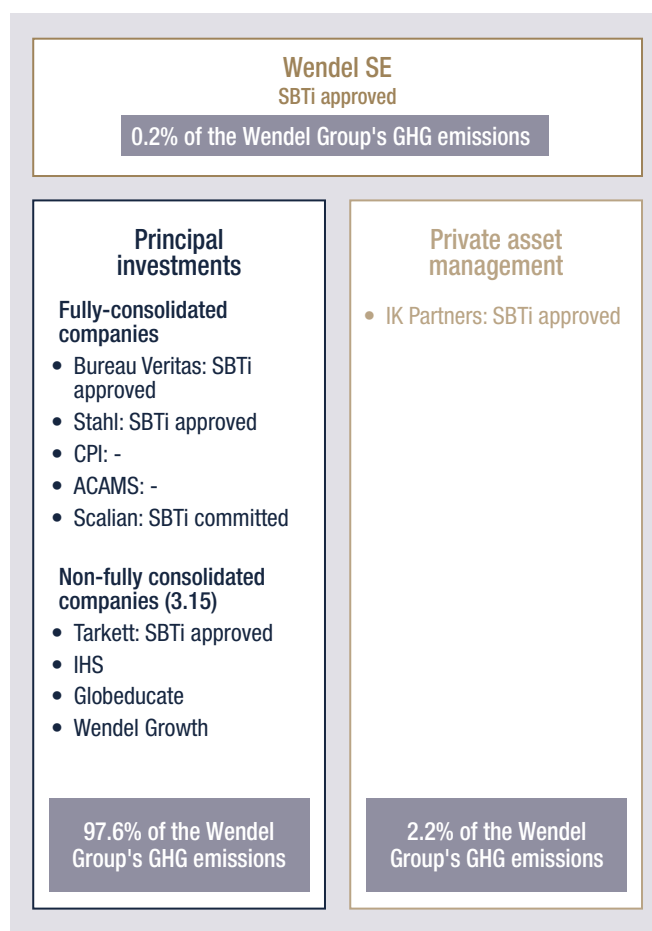 Wendel SE
SBTi approved
0.2% of the Wendel Group's GHG emissions
Principal
investments
Fully-consolidated
companies
• Bureau Veritas: SBTi
approved
• Stahl: SBTi approved
• CPI: -
• ACAMS: -
• Scalian: SBTi committed
Non-fully consolidated
companies (3.15)
• Tarkett: SBTi approved
• IHS
• Globeducate
• Wendel Growth
97.6% of the Wendel
Group's GHG emissions
Private asset
management
• IK Partners: SBTi approved
2.2% of the Wendel
Group's GHG emissions